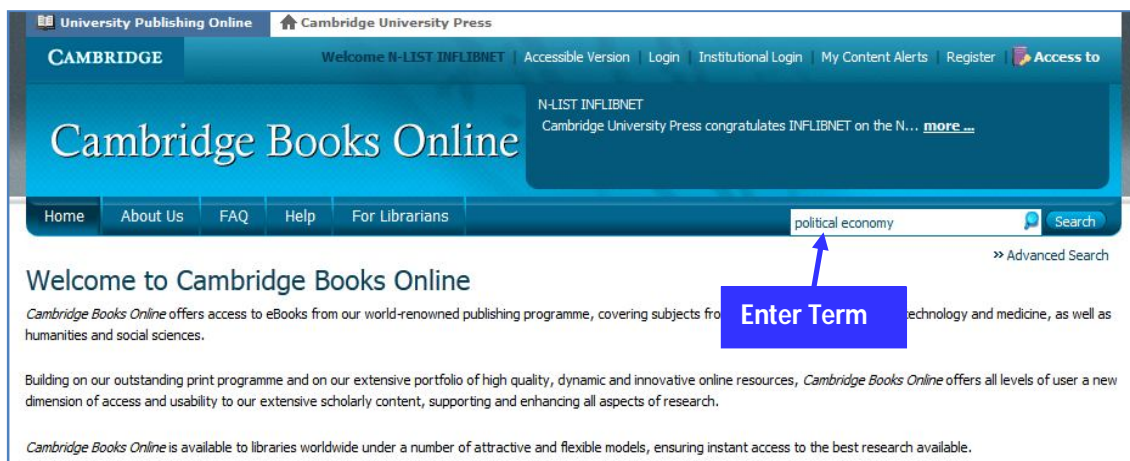 University Publishing Online Cambridge University Press
CAMBRIDGE Welcome N-LIST INFLIBNET | Accessible Version | Login | Institutional Login | My Content Alerts | Register | Access to
N-LIST INFLIBNET
Cambridge University Press congratulates INFLIBNET on the N... more ...
Cambridge Books Online
Home About Us FAQ Help For Librarians political economy Search
» Advanced Search
Welcome to Cambridge Books Online
Enter Term
Cambridge Books Online offers access to eBooks from our world-renowned publishing programme, covering subjects fro echnology and medicine, as well as
humanities and social sciences.
Building on our outstanding print programme and on our extensive portfolio of high quality, dynamic and innovative online resources, Cambridge Books Online offers all levels of user a new
dimension of access and usability to our extensive scholarly content, supporting and enhancing all aspects of research.
Cambridge Books Online is available to libraries worldwide under a number of attractive and flexible models, ensuring instant access to the best research available.